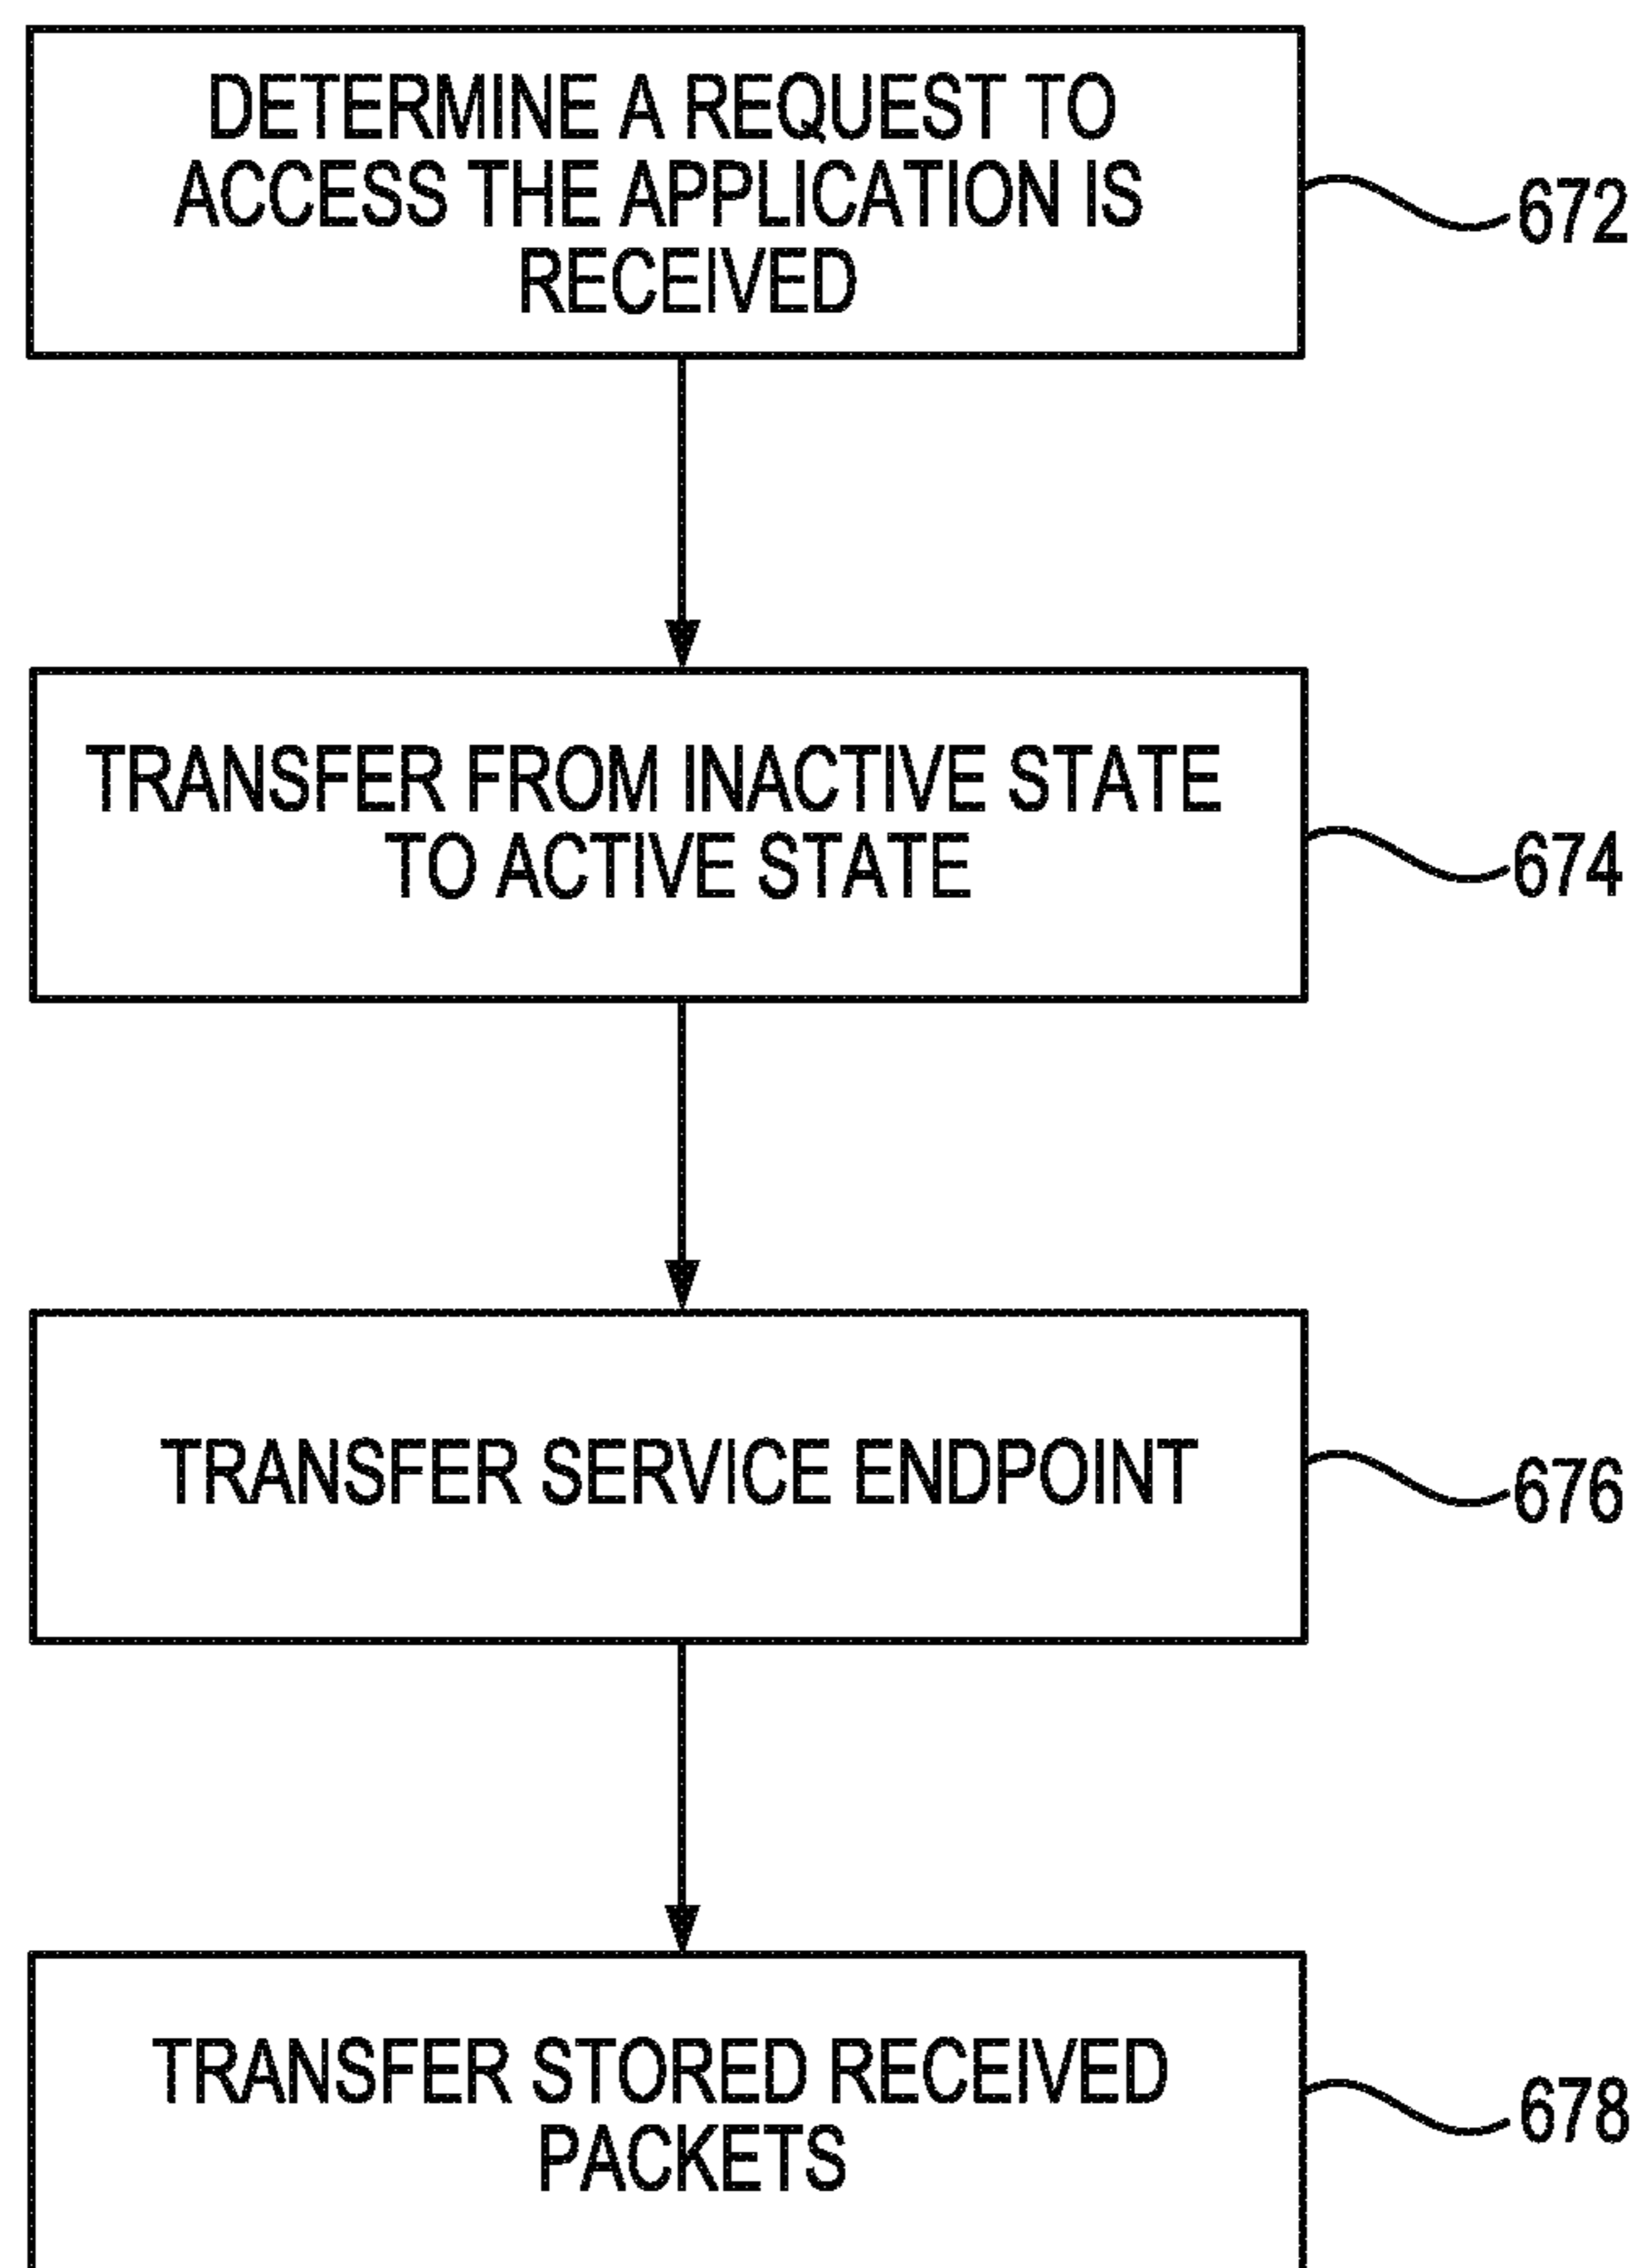 DETERMINE A REQUEST TO
ACCESS THE APPLICATION IS
RECEIVED
672
TRANSFER FROM INACTIVE STATE
TO ACTIVE STATE
674
TRANSFER SERVICE ENDPOINT
676
TRANSFER STORED RECEIVED
PACKETS
678